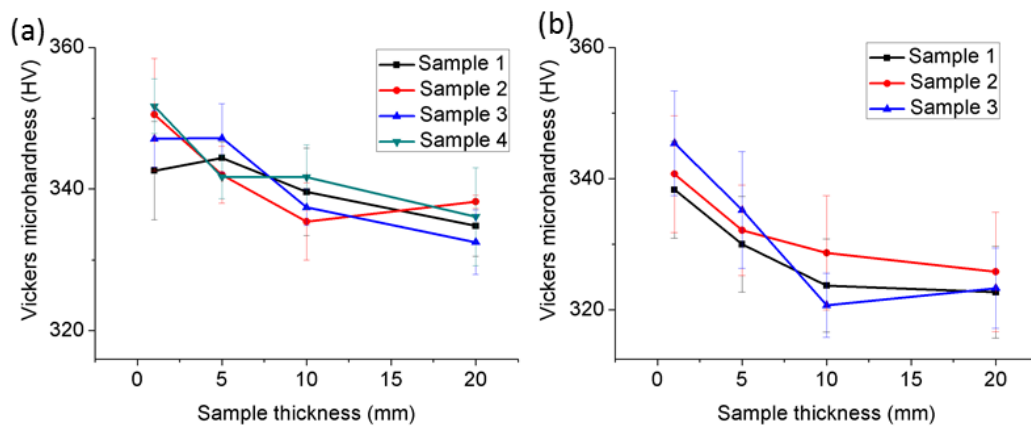 (a)
360
340
320
Vickers microhardness (HV)
Sample 1
Sample 2
Sample 3
Sample 4
0
5
10
15
20
Sample thickness (mm)
(b)
360
340
320
Vickers microhardness (HV)
Sample 1
Sample 2
Sample 3
0
5
10
15
20
Sample thickness (mm)